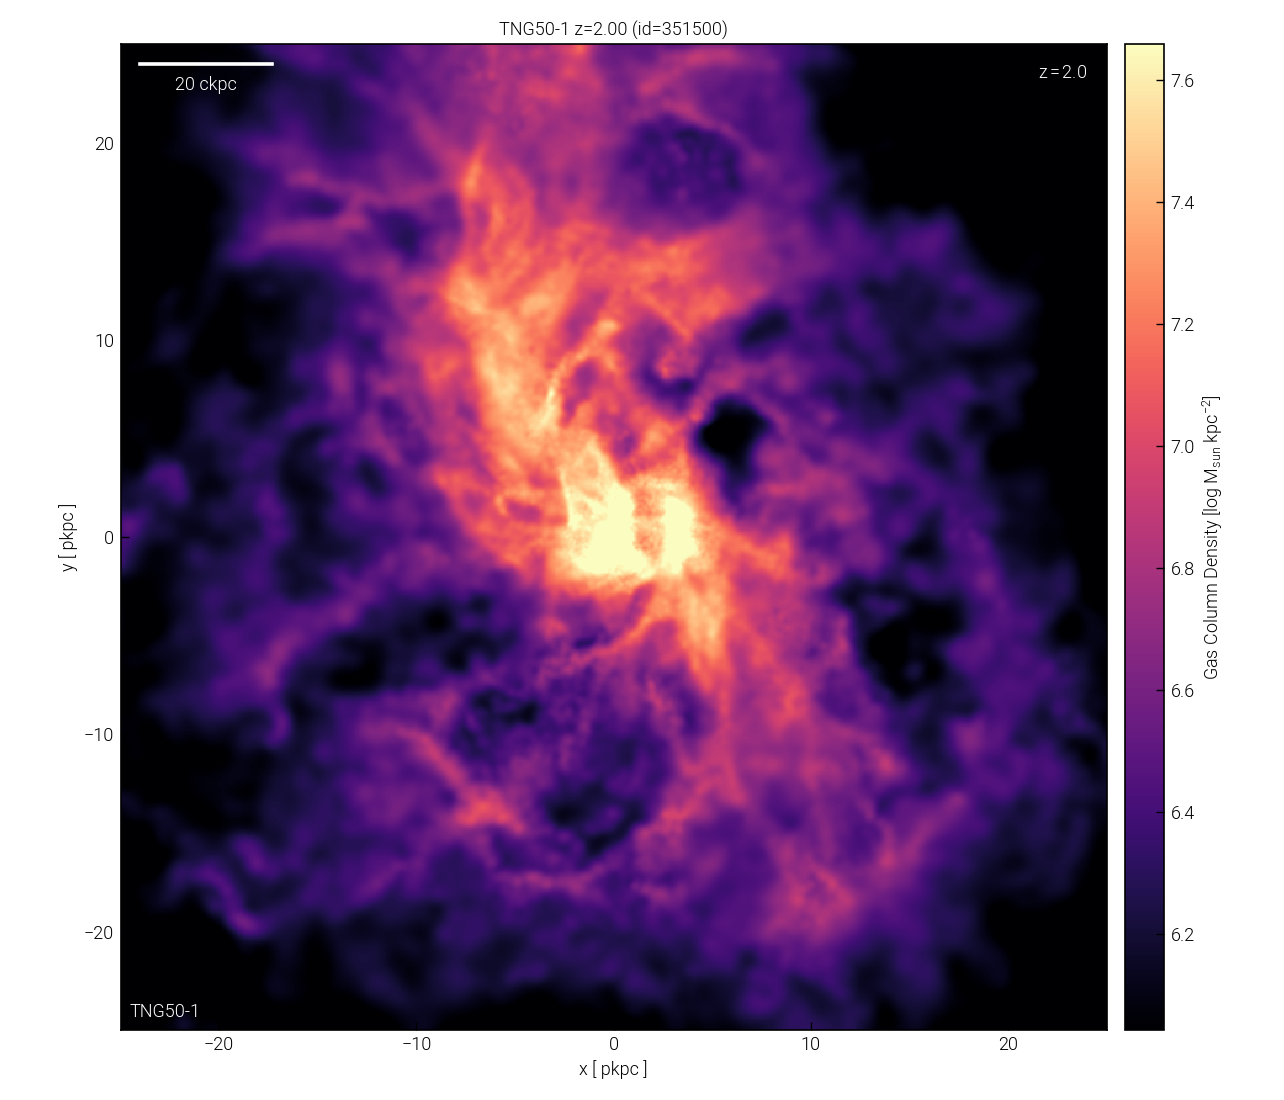 TNG50-1 z=2.00 (id=351500)
20 ckpc
z = 2.0
TNG50-1
20
10
0
−10
−20
y [ pkpc ]
−20
−10
0
10
20
x [ pkpc ]
7.6
7.4
7.2
7.0
6.8
6.6
6.4
6.2
Gas Column Density [log Msun kpc−2]